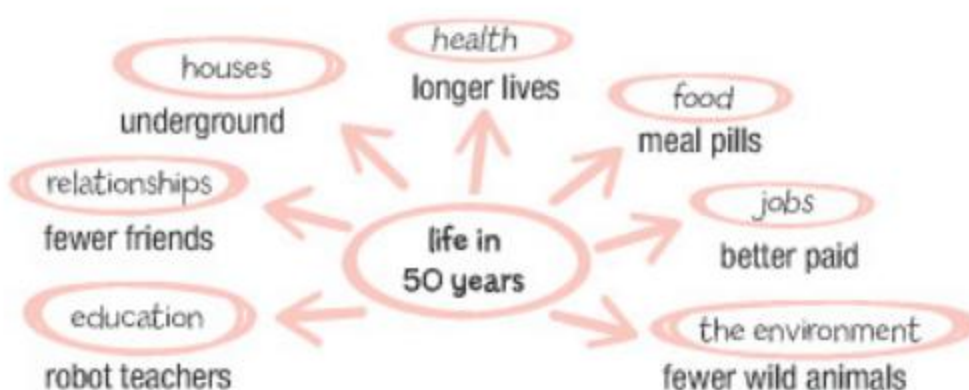 health
longer lives
houses
underground
food
meal pills
relationships
fewer friends
jobs
better paid
life in
50 years
education
robot teachers
the environment
fewer wild animals